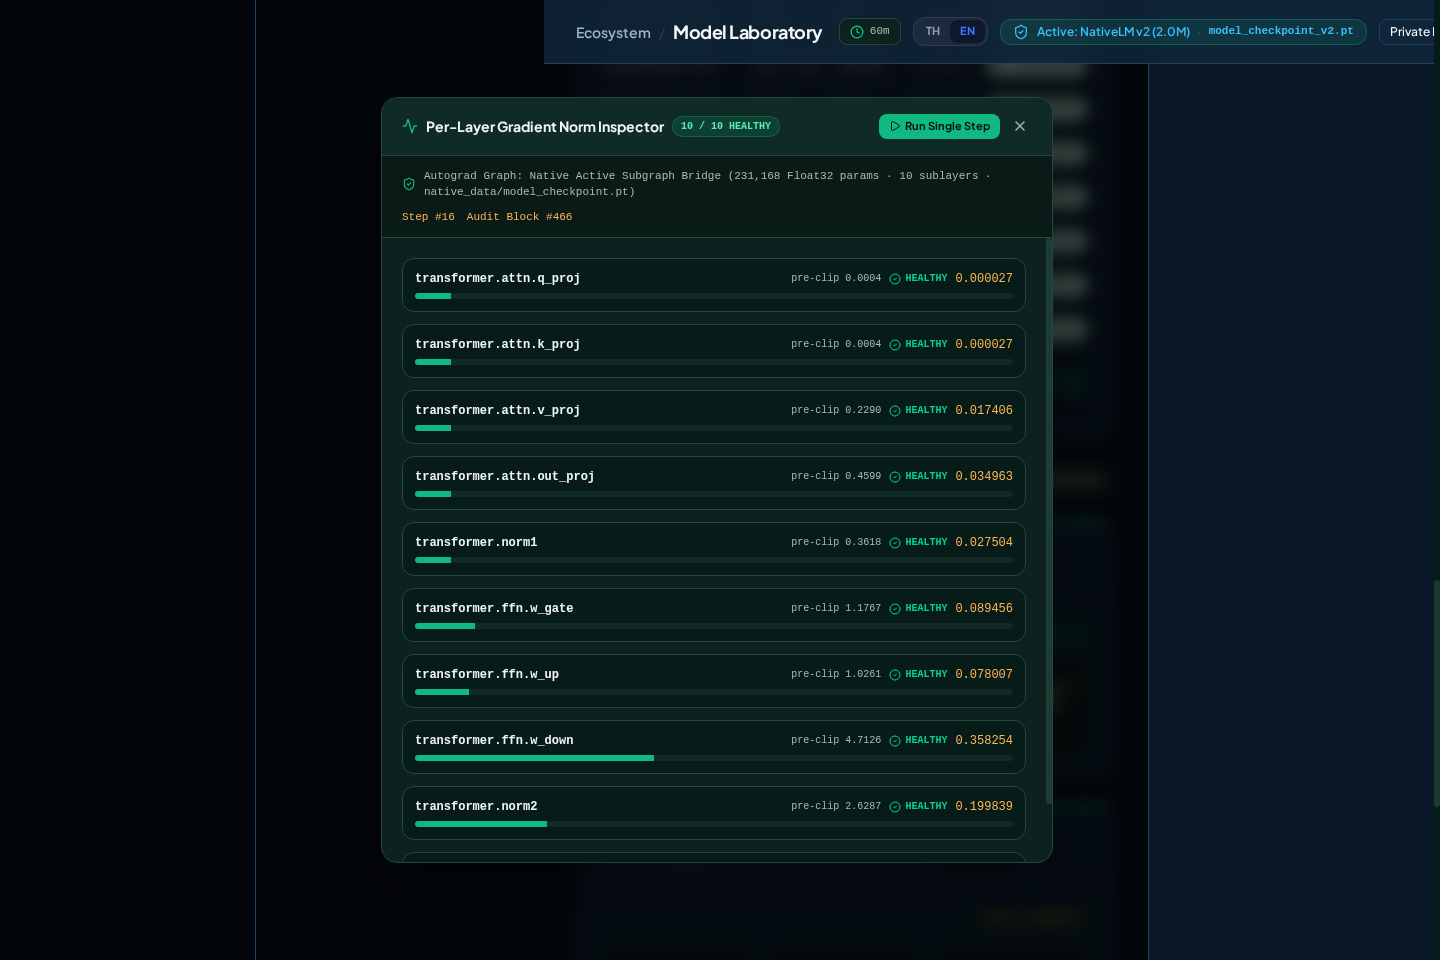 Ecosystem / Model Laboratory
60m
TH EN
Active: NativeLM v2 (2.0M) · model_checkpoint_v2.pt
Private
Per-Layer Gradient Norm Inspector
10 / 10 HEALTHY
Run Single Step
Autograd Graph: Native Active Subgraph Bridge (231,168 Float32 params · 10 sublayers ·
native_data/model_checkpoint.pt)
Step #16 Audit Block #466
transformer.attn.q_proj pre-clip 0.0004 HEALTHY 0.000027
transformer.attn.k_proj pre-clip 0.0004 HEALTHY 0.000027
transformer.attn.v_proj pre-clip 0.2290 HEALTHY 0.017406
transformer.attn.out_proj pre-clip 0.4599 HEALTHY 0.034963
transformer.norm1 pre-clip 0.3618 HEALTHY 0.027504
transformer.ffn.w_gate pre-clip 1.1767 HEALTHY 0.089456
transformer.ffn.w_up pre-clip 1.0261 HEALTHY 0.078007
transformer.ffn.w_down pre-clip 4.7126 HEALTHY 0.358254
transformer.norm2 pre-clip 2.6287 HEALTHY 0.199839